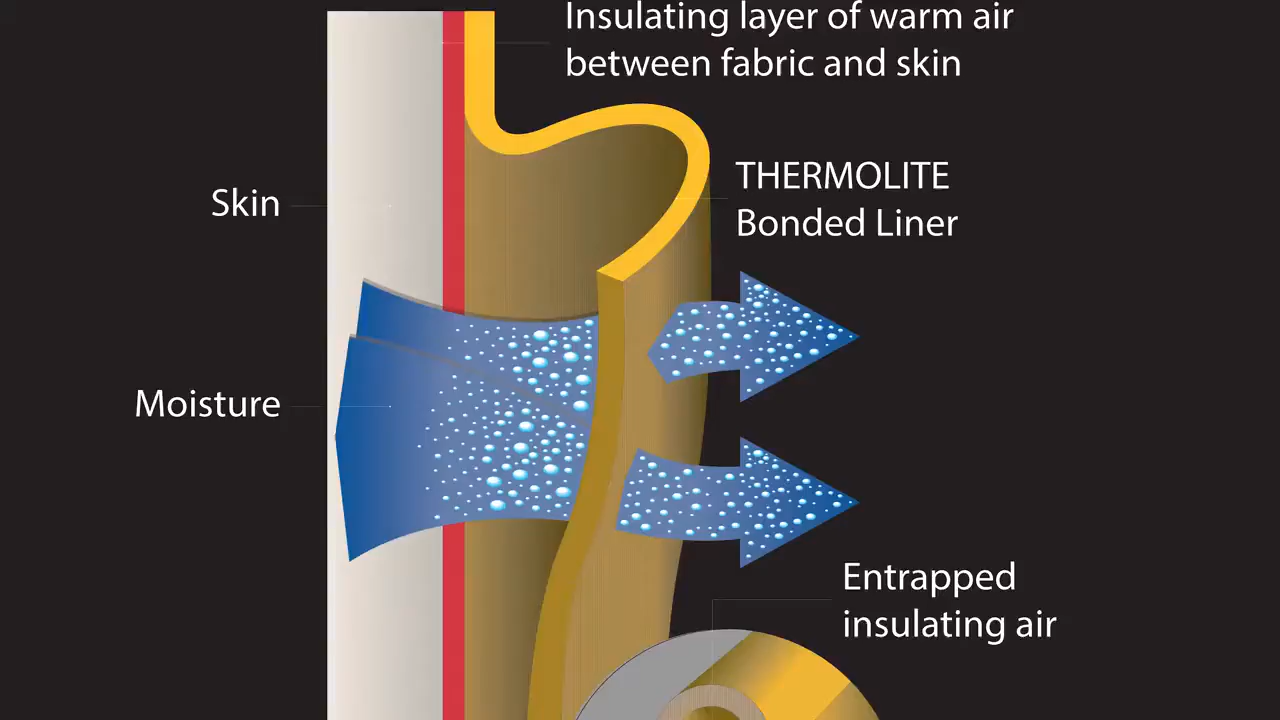 Insulating layer of warm air
between fabric and skin
THERMOLITE
Bonded Liner
Skin
Moisture
Entrapped
insulating air